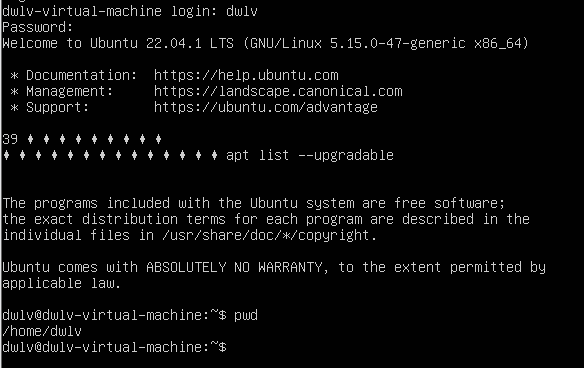 dwlv-virtual-machine login: dwlv
Password:
Welcome to Ubuntu 22.04.1 LTS (GNU/Linux 5.15.0-47-generic x86_64)
* Documentation: https://help.ubuntu.com
* Management: https://landscape.canonical.com
* Support: https://ubuntu.com/advantage
39 ♦ ♦ ♦ ♦ ♦ ♦ ♦ ♦ ♦
♦ ♦ ♦ ♦ ♦ ♦ ♦ ♦ ♦ ♦ ♦ ♦ ♦ ♦ apt list --upgradable
The programs included with the Ubuntu system are free software;
the exact distribution terms for each program are described in the
individual files in /usr/share/doc/*/copyright.
Ubuntu comes with ABSOLUTELY NO WARRANTY, to the extent permitted by
applicable law.
dwlv@dwlv-virtual-machine:~$ pwd
/home/dwlv
dwlv@dwlv-virtual-machine:~$